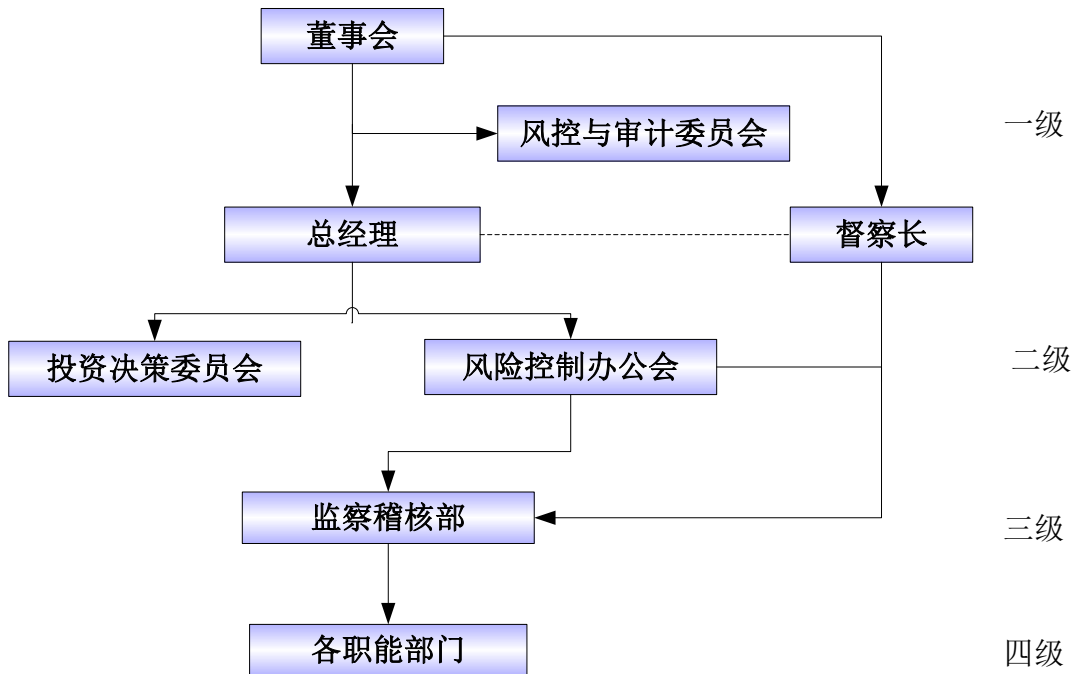 董事会
风控与审计委员会
一级
总经理
督察长
投资决策委员会
风险控制办公会
二级
监察稽核部
三级
各职能部门
四级